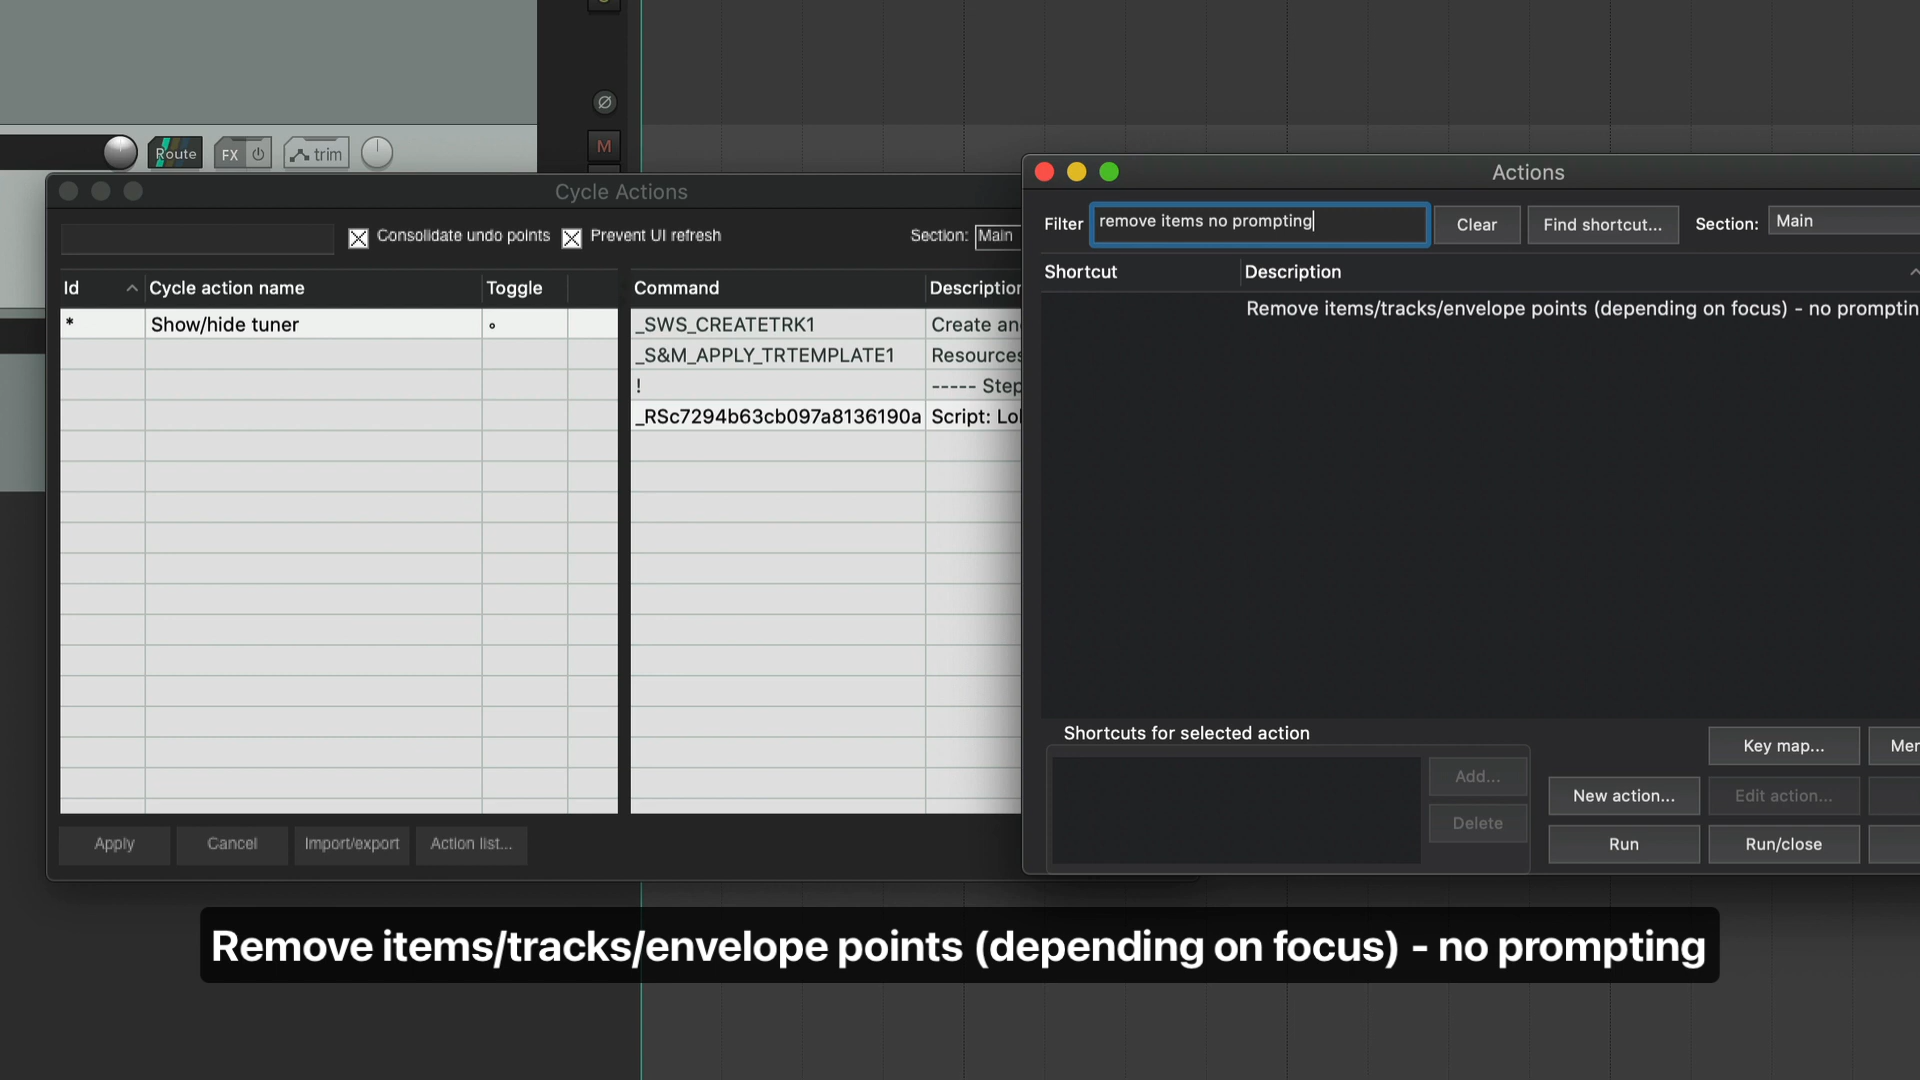 M
Route
FX
trim
Cycle Actions
Consolidate undo points
Prevent UI refresh
Section: Main
Id
Cycle action name
Toggle
Command
Description
*
Show/hide tuner
_SWS_CREATETRK1
Create an
_S&M_APPLY_TRTEMPLATE1
Resources
!
----- Step
_RSc7294b63cb097a8136190a
Script: Lo
Apply
Cancel
Import/export
Action list...
Actions
Filter
remove items no prompting
Clear
Find shortcut...
Section:
Main
Shortcut
Description
Remove items/tracks/envelope points (depending on focus) - no promptin
Shortcuts for selected action
Add...
Delete
Key map...
Men
New action...
Edit action...
Run
Run/close
Remove items/tracks/envelope points (depending on focus) - no prompting